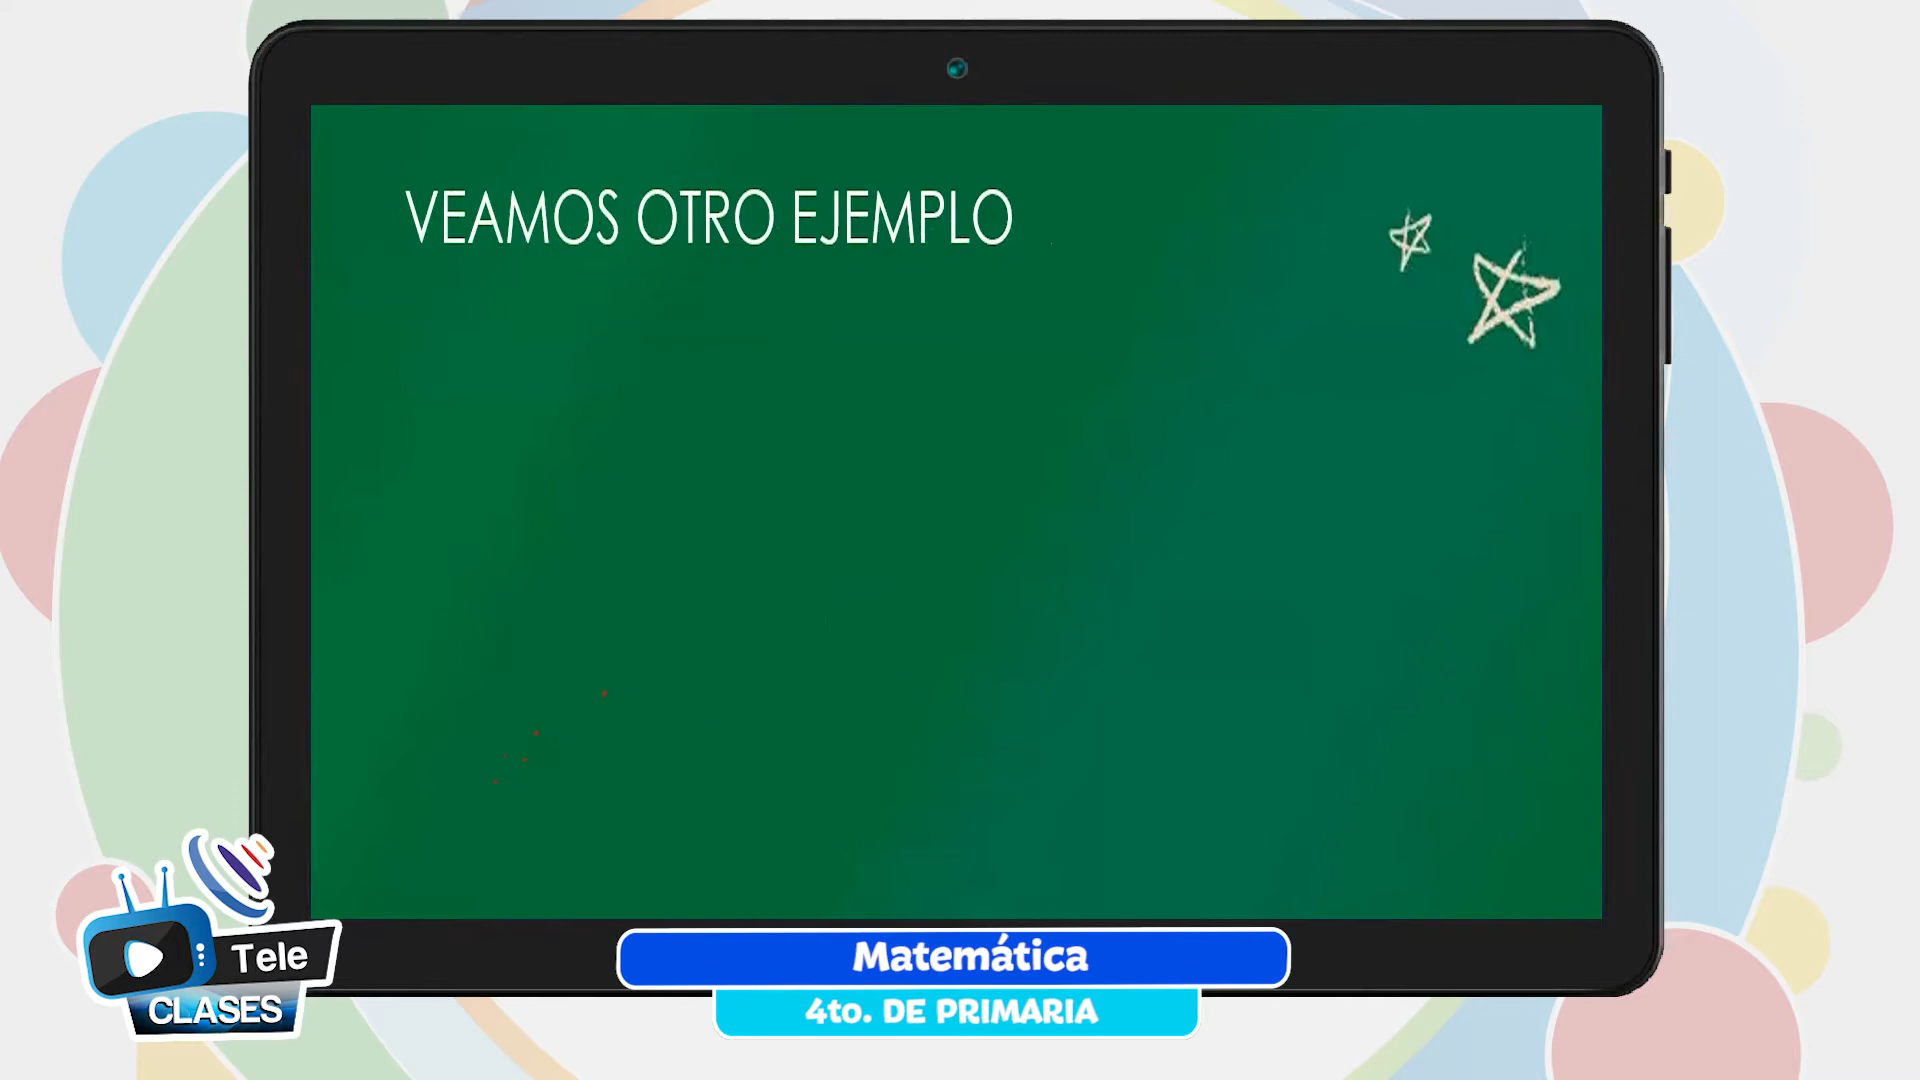 VEAMOS OTRO EJEMPLO
Tele
CLASES
Matemática
4to. DE PRIMARIA